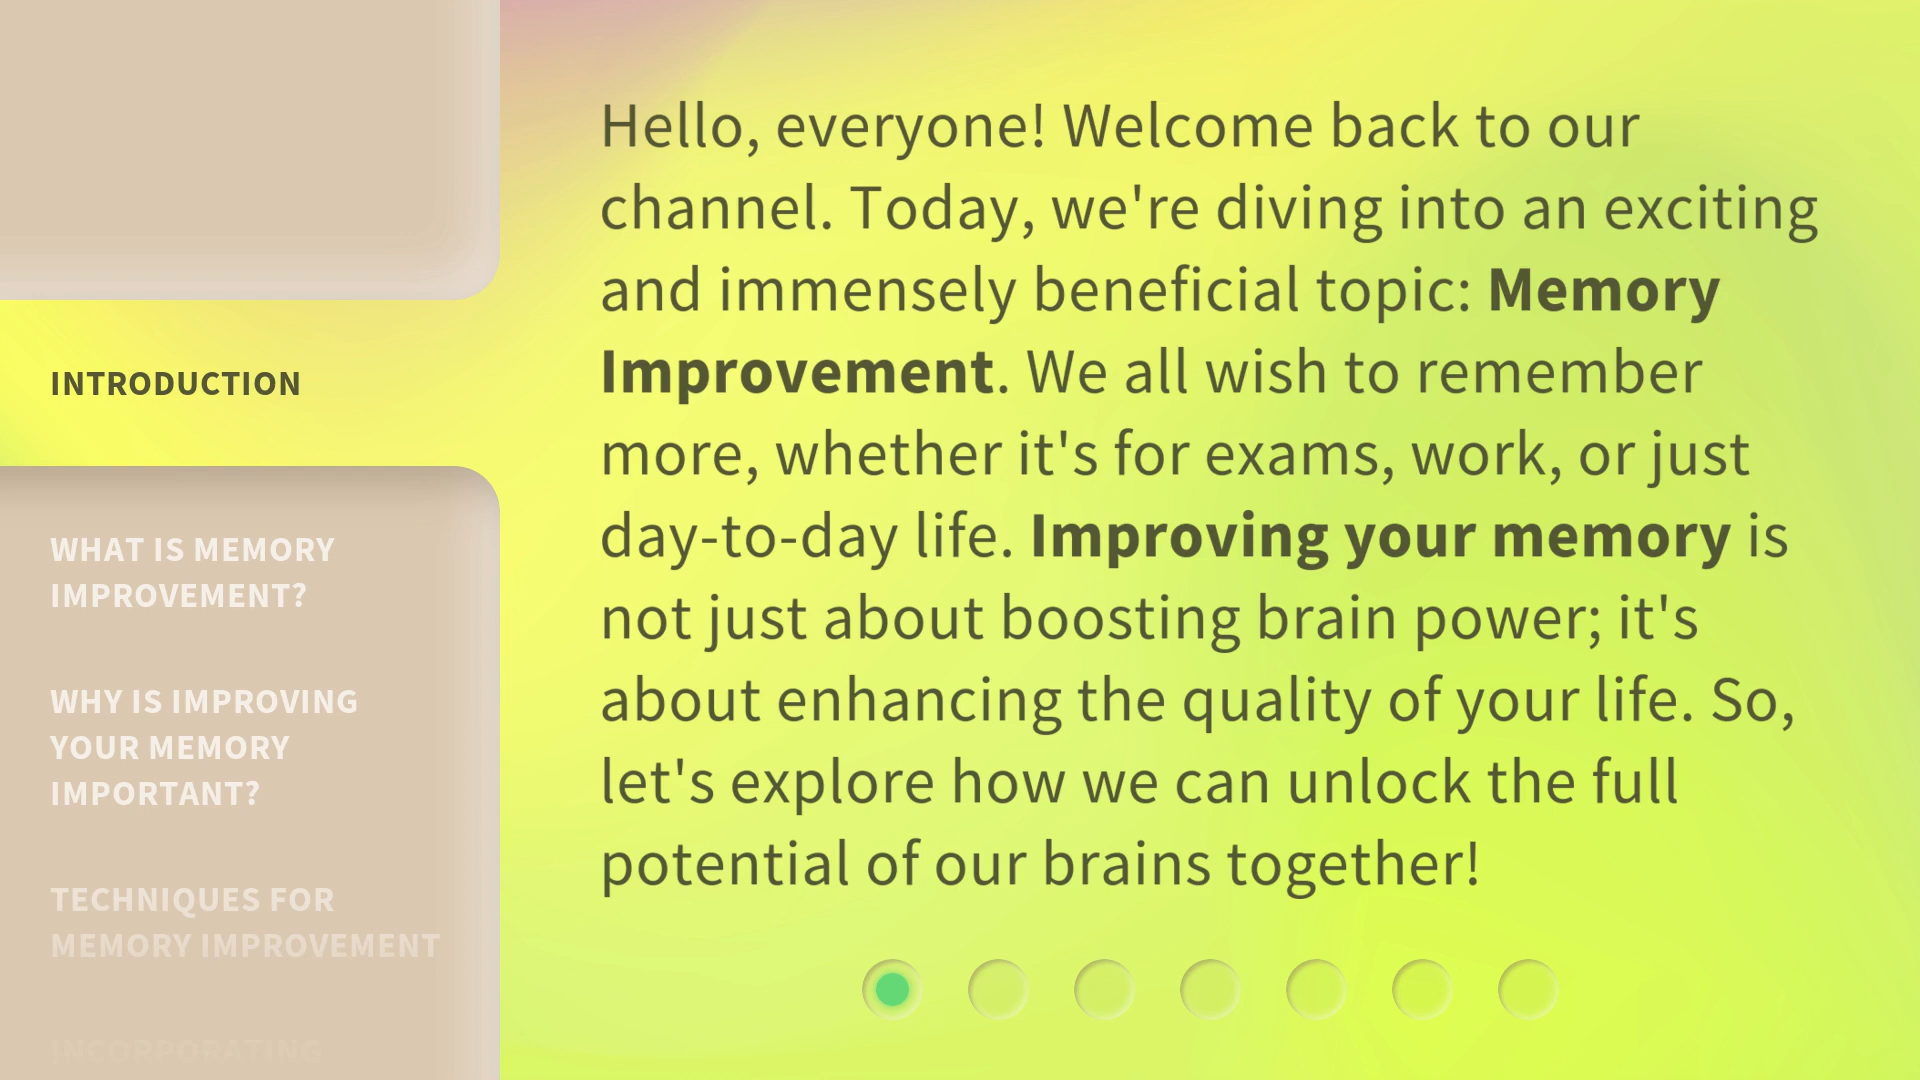 INTRODUCTION
WHAT IS MEMORY
IMPROVEMENT?
WHY IS IMPROVING
YOUR MEMORY
IMPORTANT?
TECHNIQUES FOR
MEMORY IMPROVEMENT
INCORPORATING
Hello, everyone! Welcome back to our
channel. Today, we're diving into an exciting
and immensely beneficial topic: Memory
Improvement. We all wish to remember
more, whether it's for exams, work, or just
day-to-day life. Improving your memory is
not just about boosting brain power; it's
about enhancing the quality of your life. So,
let's explore how we can unlock the full
potential of our brains together!